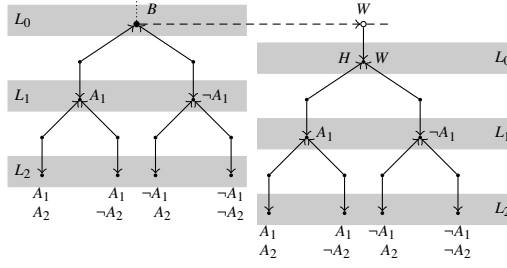 B W
L₀
H W L₀
L₁ A₁ ¬A₁
A₁ ¬A₁ L₁
L₂
A₁ A₁ ¬A₁ ¬A₁
A₂ ¬A₂ A₂ ¬A₂
L₂
A₁ A₁ ¬A₁ ¬A₁
A₂ ¬A₂ A₂ ¬A₂